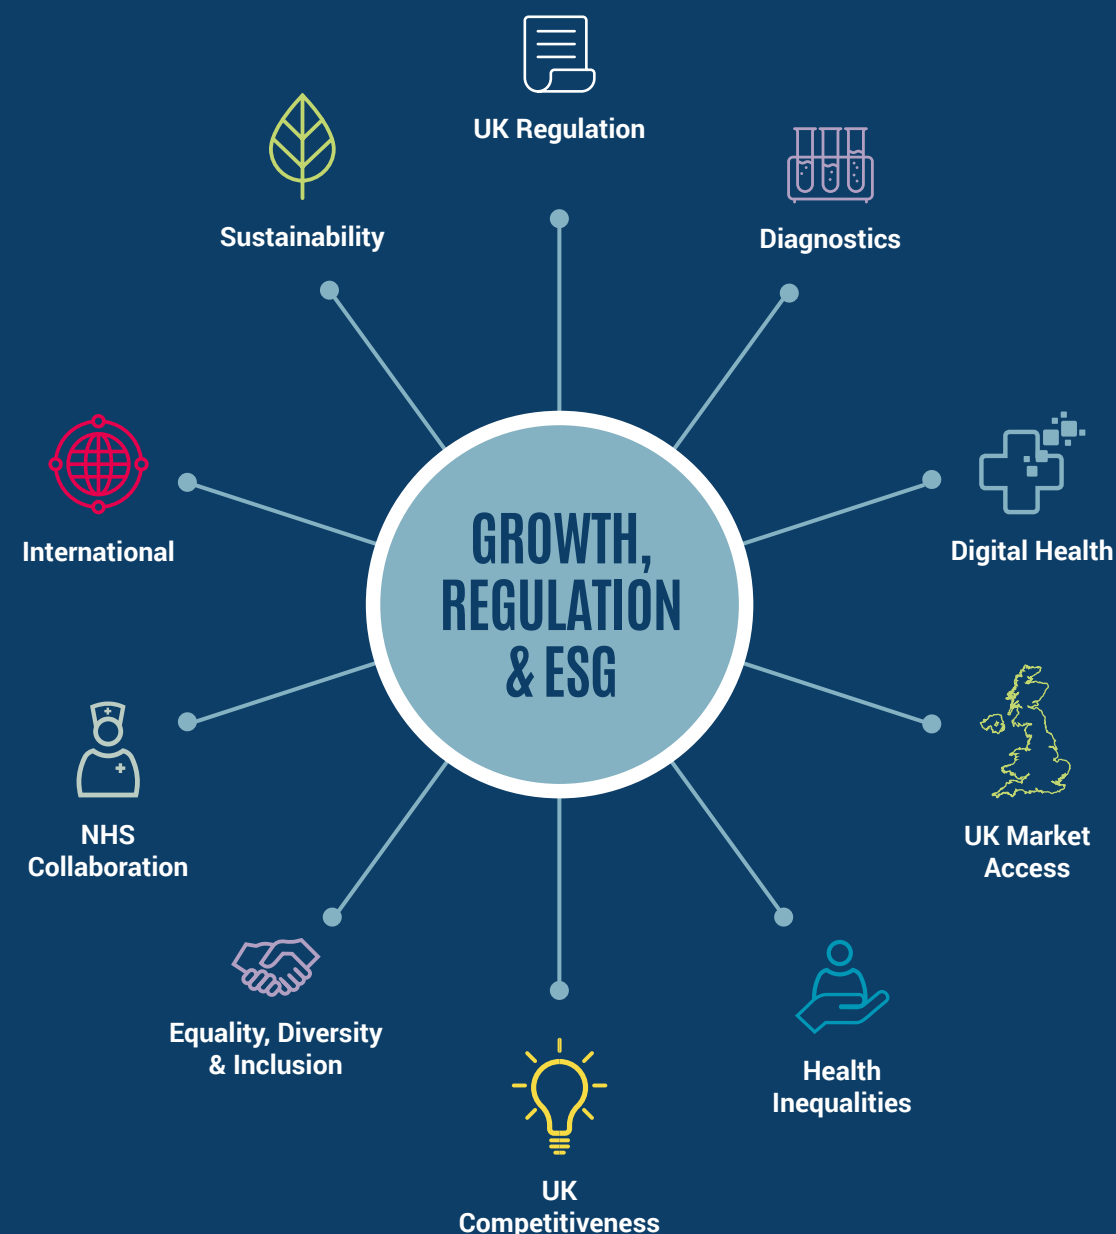 UK Regulation
Sustainability
Diagnostics
International
Digital Health
GROWTH,
REGULATION
& ESG
NHS
Collaboration
UK Market
Access
Equality, Diversity
& Inclusion
Health
Inequalities
UK
Competitiveness